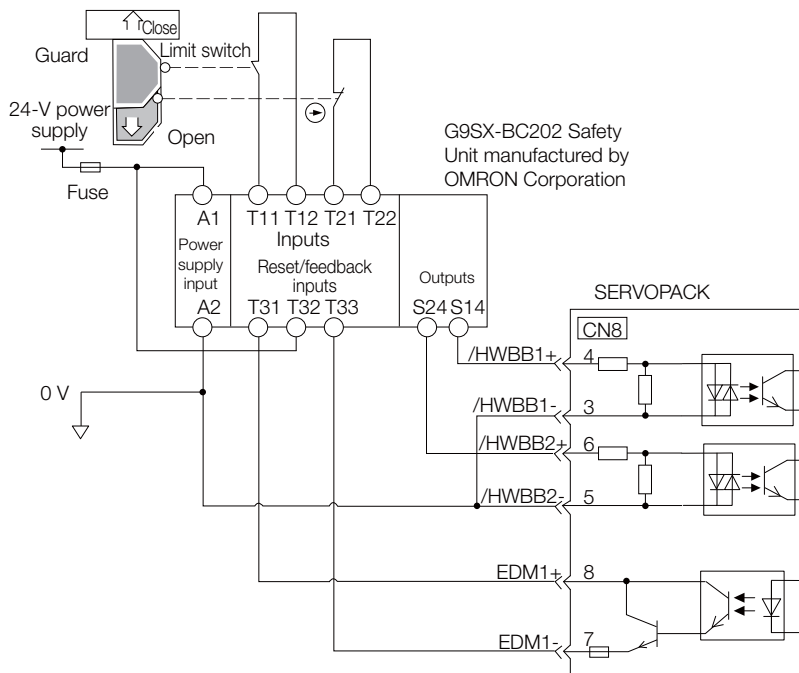 Close
Guard
Limit switch
24-V power
supply
Open
Fuse
G9SX-BC202 Safety
Unit manufactured by
OMRON Corporation
A1 T11 T12 T21 T22
Power
supply
input
Inputs
Reset/feedback
inputs
Outputs
A2 T31 T32 T33 S24 S14
SERVOPACK
CN8
/HWBB1+ 4
0 V
/HWBB1- 3
/HWBB2+ 6
/HWBB2- 5
EDM1+ 8
EDM1- 7